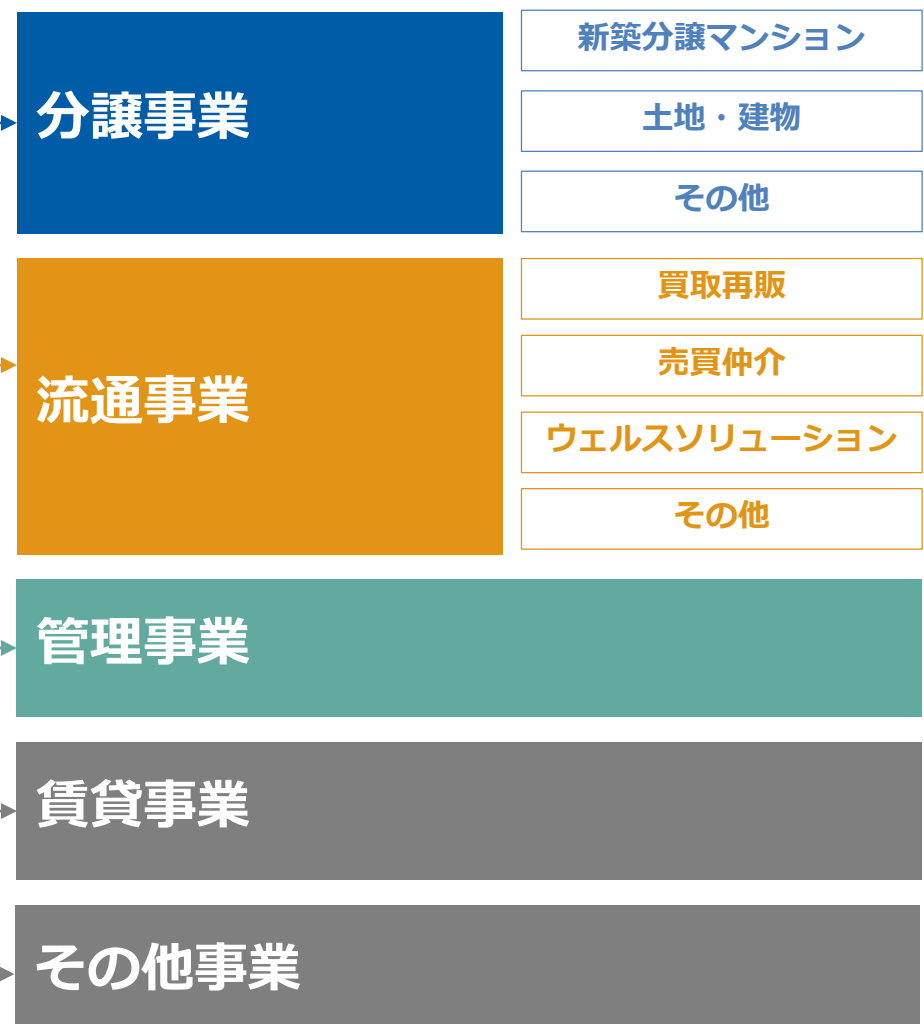 分譲事業
新築分譲マンション
土地・建物
その他
流通事業
買取再販
売買仲介
ウェルスソリューション
その他
管理事業
賃貸事業
その他事業